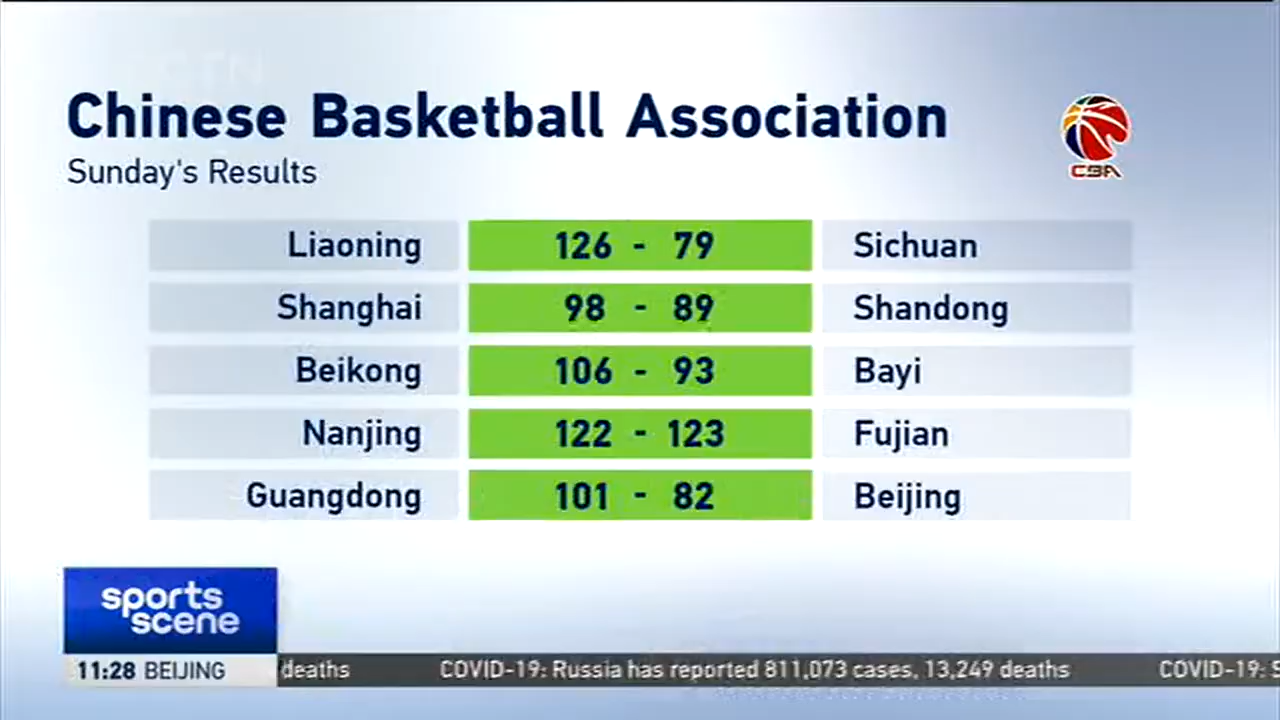 Chinese Basketball Association
Sunday's Results
CBA
Liaoning 126 - 79 Sichuan
Shanghai 98 - 89 Shandong
Beikong 106 - 93 Bayi
Nanjing 122 - 123 Fujian
Guangdong 101 - 82 Beijing
sports
scene
11:28 BEIJING deaths COVID-19: Russia has reported 811,073 cases, 13,249 deaths COVID-19: S